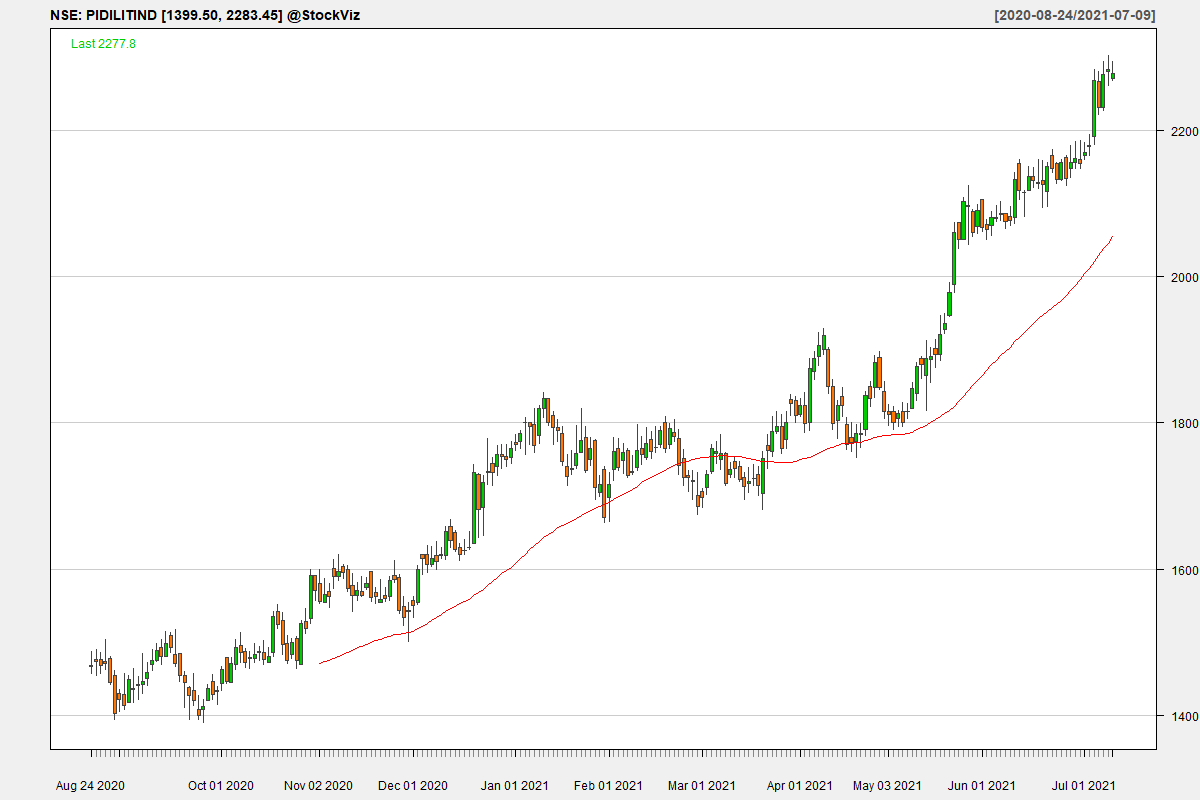 NSE: PIDILITIND [1399.50, 2283.45] @StockViz [2020-08-24/2021-07-09]
Last 2277.8
2200
2000
1800
1600
1400
Aug 24 2020 Oct 01 2020 Nov 02 2020 Dec 01 2020 Jan 01 2021 Feb 01 2021 Mar 01 2021 Apr 01 2021 May 03 2021 Jun 01 2021 Jul 01 2021